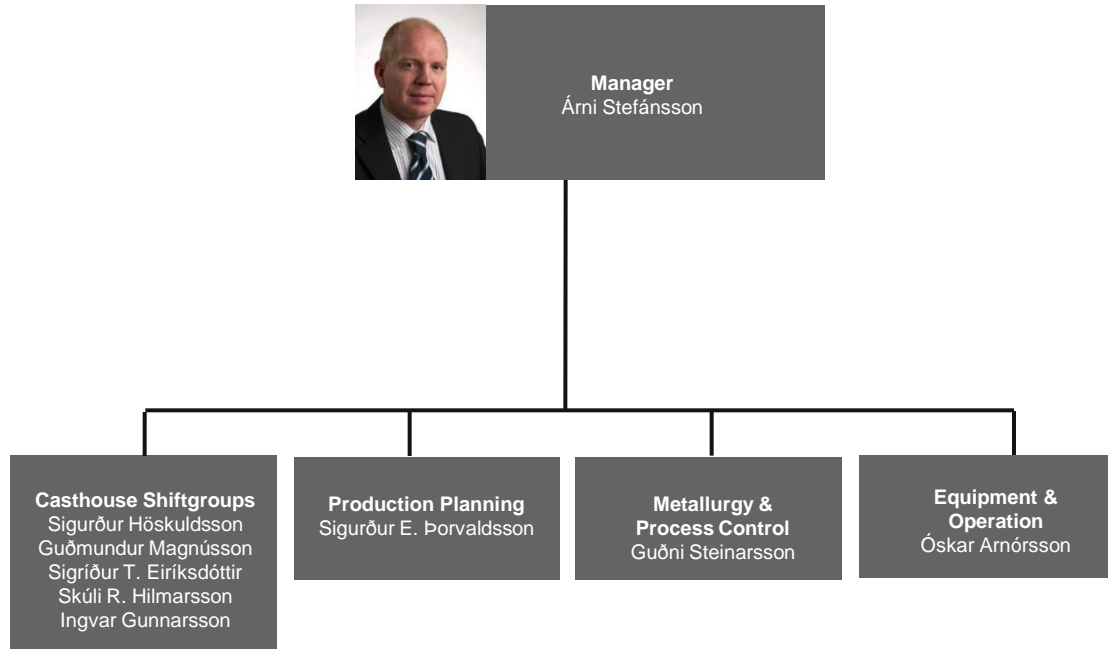 Manager
Árni Stefánsson
Casthouse Shiftgroups
Sigurður Höskuldsson
Guðmundur Magnússon
Sigríður T. Eiríksdóttir
Skúli R. Hilmarsson
Ingvar Gunnarsson
Production Planning
Sigurður E. Þorvaldsson
Metallurgy &
Process Control
Guðni Steinarsson
Equipment &
Operation
Óskar Arnórsson